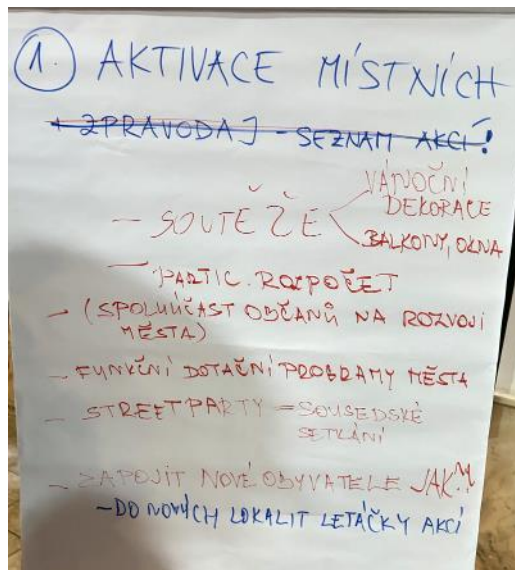 1. AKTIVACE MÍSTNÍCH
+ ZPRAVODAJ - SEZNAM AKCÍ!
- SOUTĚŽE < VÁNOČNÍ
DEKORACE
BALKONY, OKNA
- PARTIC. ROZPOČET
- (SPOLUÚČAST OBČANŮ NA ROZVOJI
MĚSTA)
- FUNKČNÍ DOTAČNÍ PROGRAMY MĚSTA
- STREETPARTY = SOUSEDSKÉ
SETKÁNÍ
- ZAPOJIT NOVÉ OBYVATELE JAK?!
- DO NOVÝCH LOKALIT LETÁČKY AKCÍ